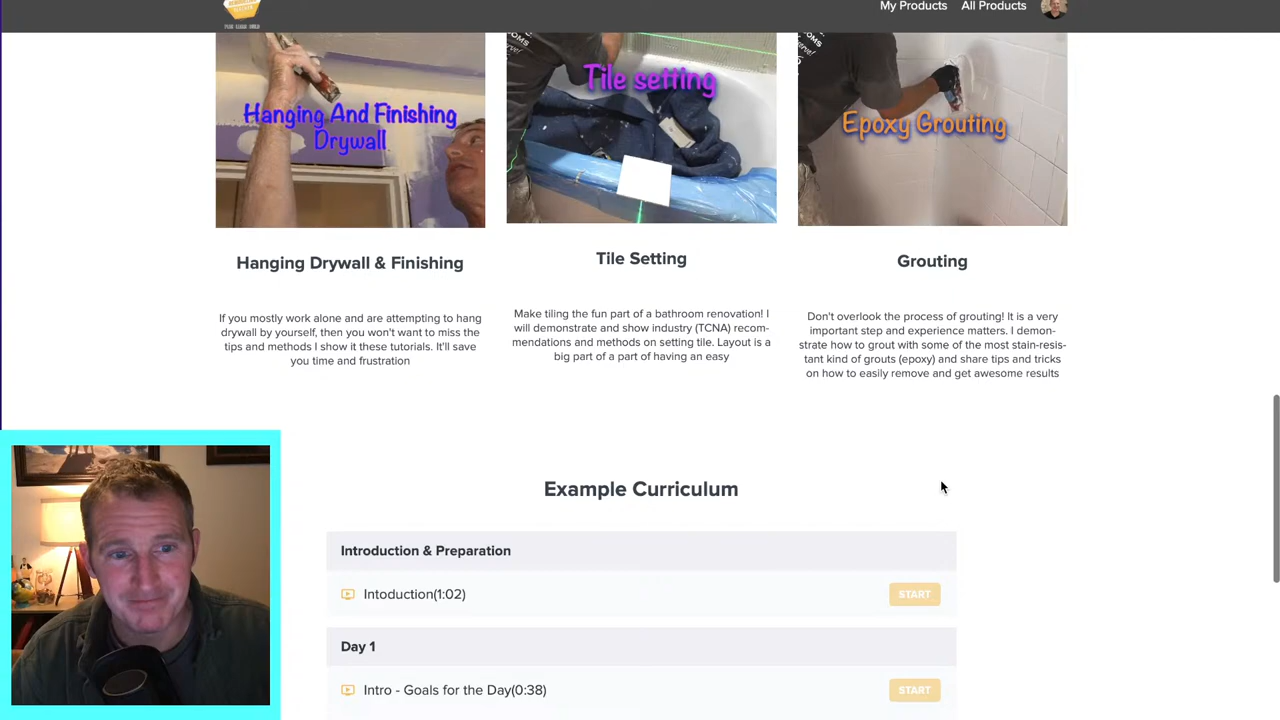 My Products All Products
Hanging And Finishing
Drywall
Tile setting
Epoxy Grouting
Hanging Drywall & Finishing
If you mostly work alone and are attempting to hang
drywall by yourself, then you won't want to miss the
tips and methods I show it these tutorials. It'll save
you time and frustration
Tile Setting
Make tiling the fun part of a bathroom renovation! I
will demonstrate and show industry (TCNA) recom-
mendations and methods on setting tile. Layout is a
big part of a part of having an easy
Grouting
Don't overlook the process of grouting! It is a very
important step and experience matters. I demon-
strate how to grout with some of the most stain-resis-
tant kind of grouts (epoxy) and share tips and tricks
on how to easily remove and get awesome results
Example Curriculum
Introduction & Preparation
Intoduction(1:02)
START
Day 1
Intro - Goals for the Day(0:38)
START